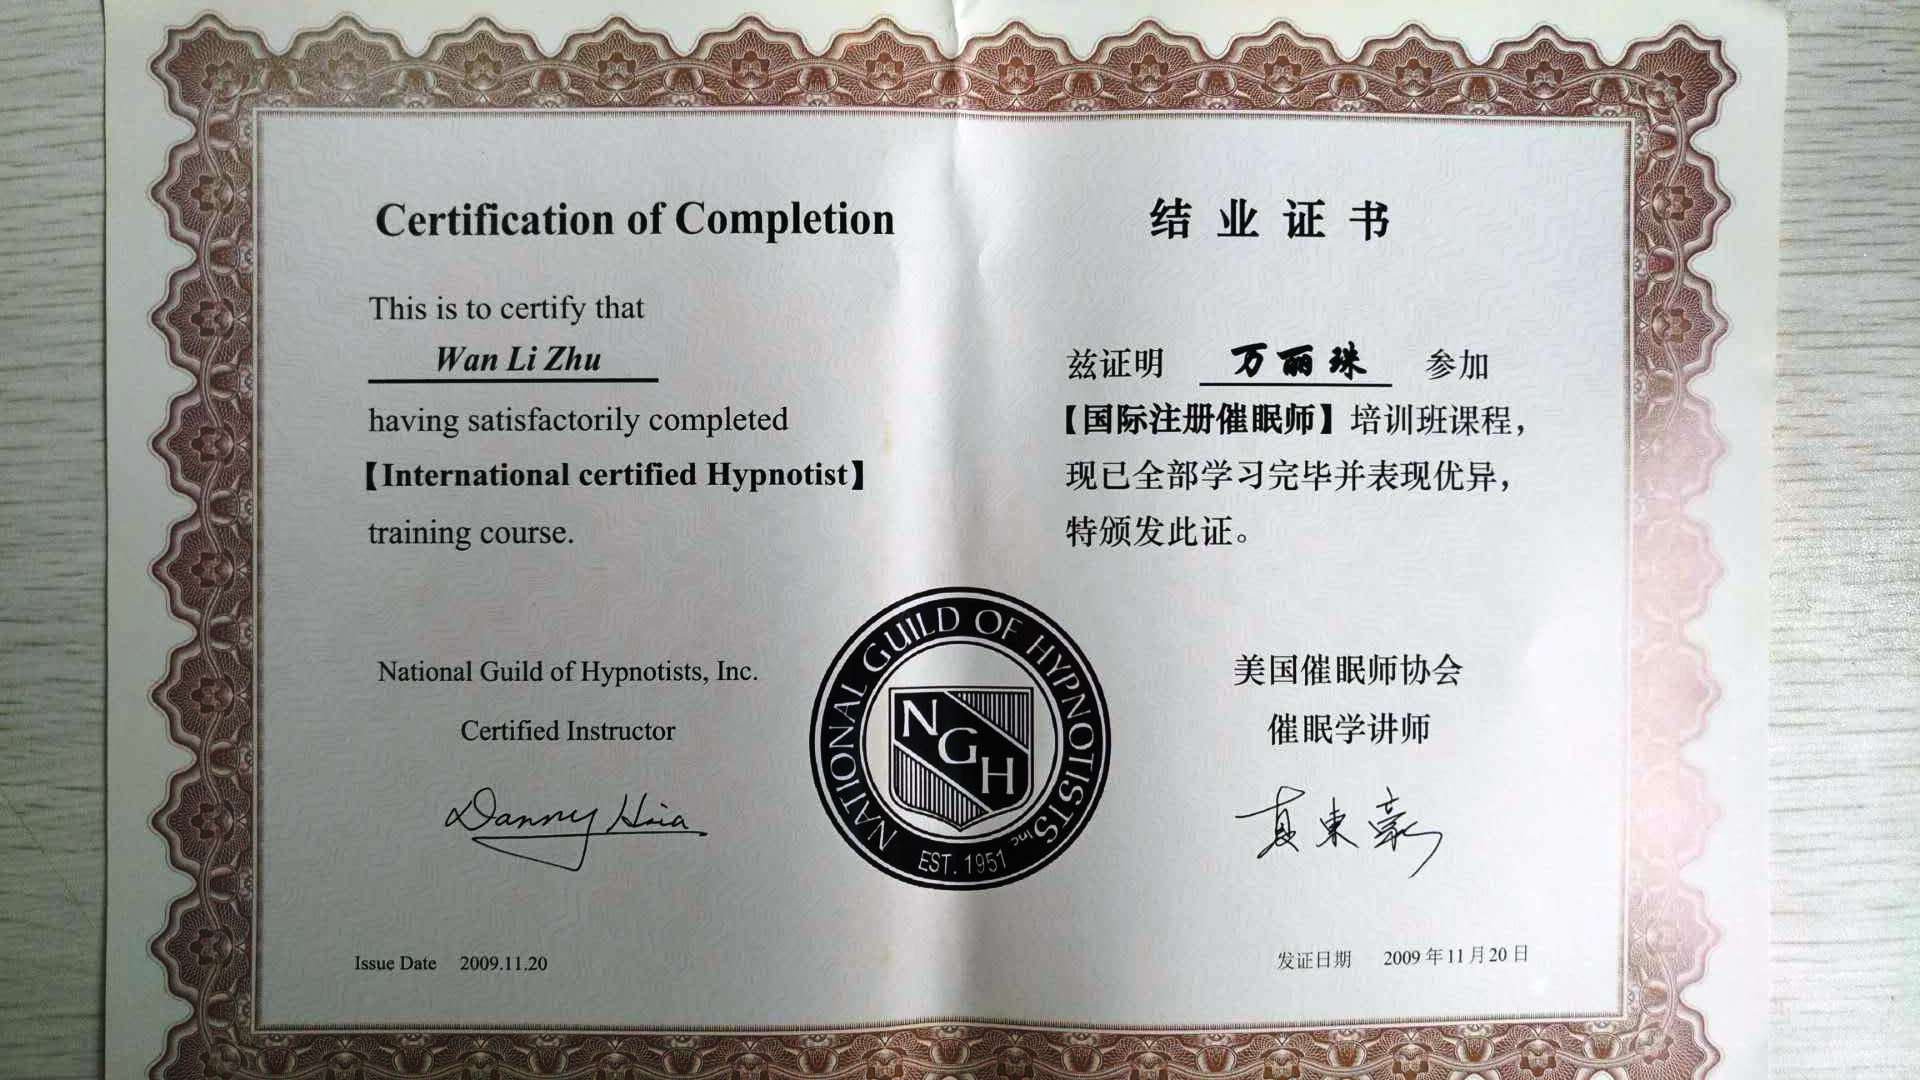 Certification of Completion
This is to certify that
Wan Li Zhu
having satisfactorily completed
【International certified Hypnotist】
training course.
National Guild of Hypnotists, Inc.
Certified Instructor
Danny Hsia
Issue Date 2009.11.20
NATIONAL GUILD OF HYPNOTISTS Inc
NGH
EST. 1951
结业证书
兹证明 万丽珠 参加
【国际注册催眠师】培训班课程，
现已全部学习完毕并表现优异，
特颁发此证。
美国催眠师协会
催眠学讲师
夏東豪
发证日期 2009年11月20日